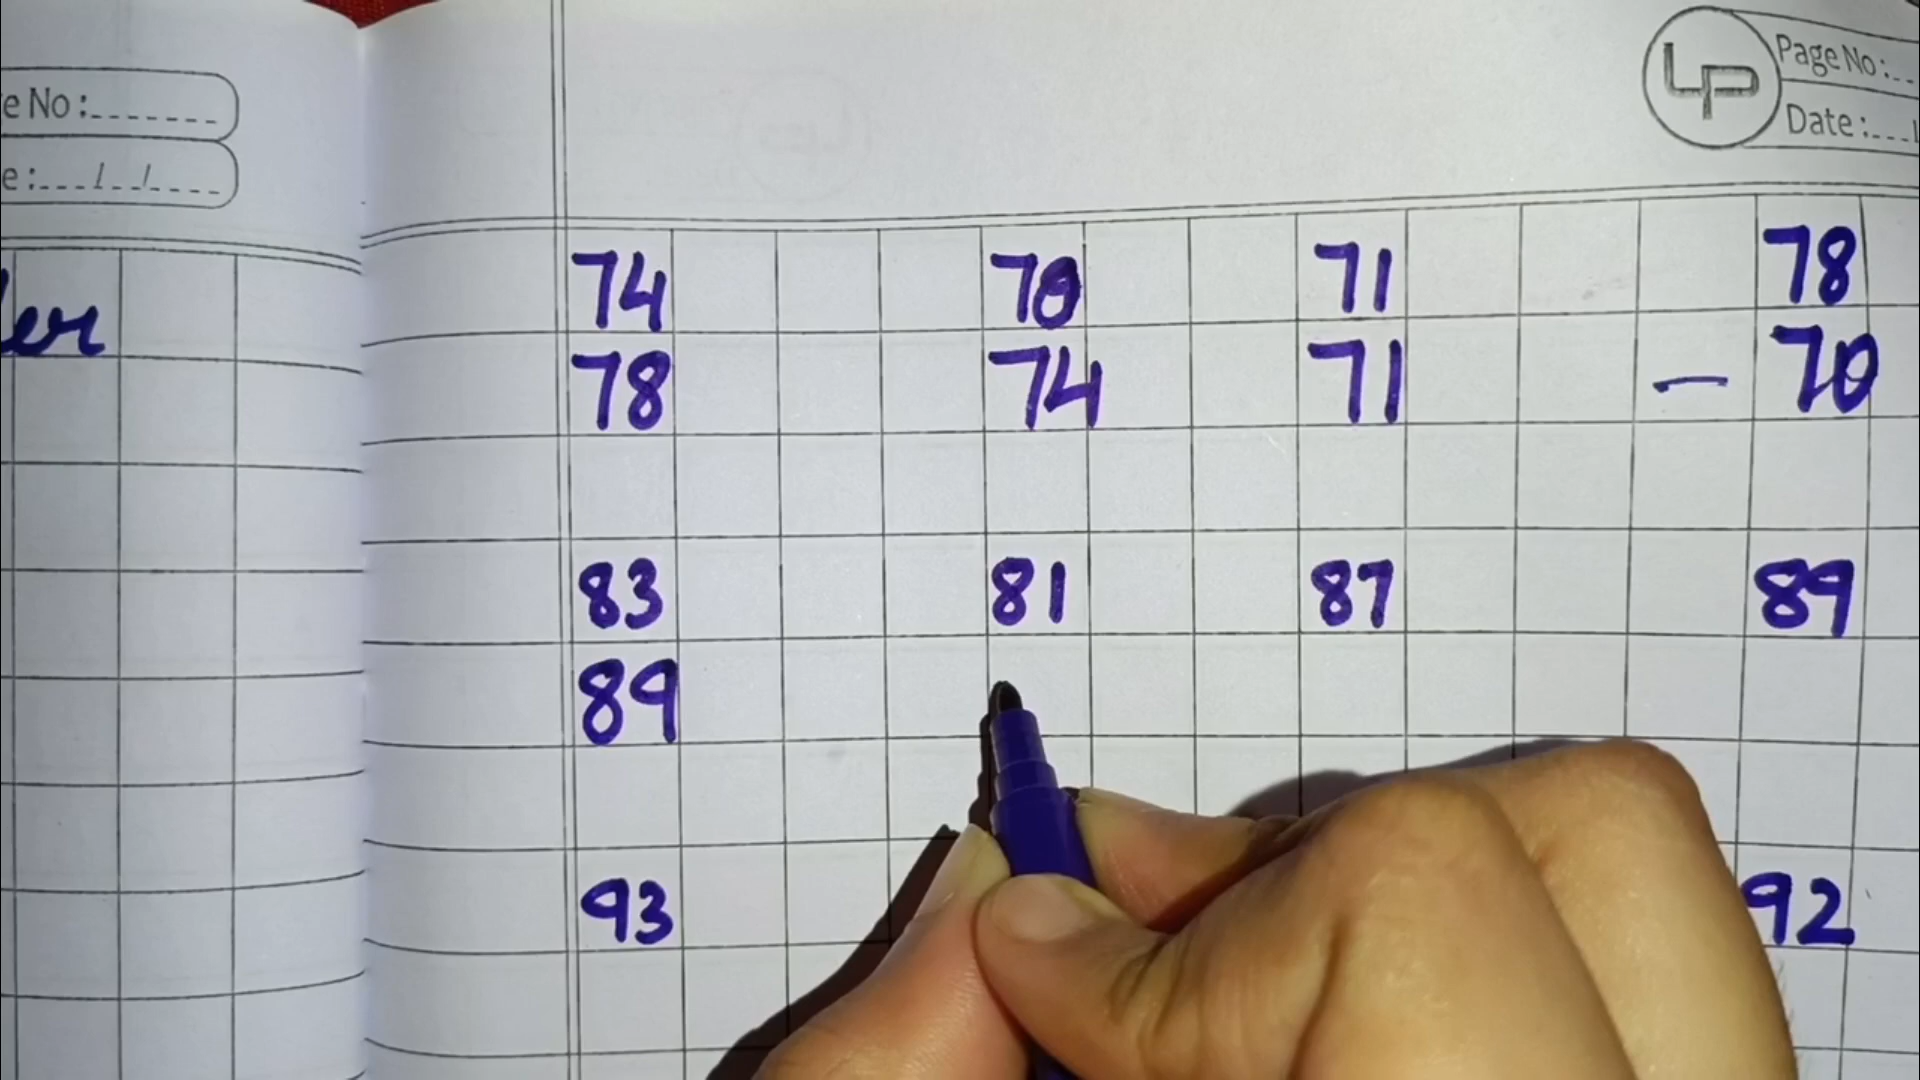 e No :
e : / /
er
LP
Page No :
Date : /
74 70 71 78
78 74 71 – 70
83 81 87 89
89
93 92